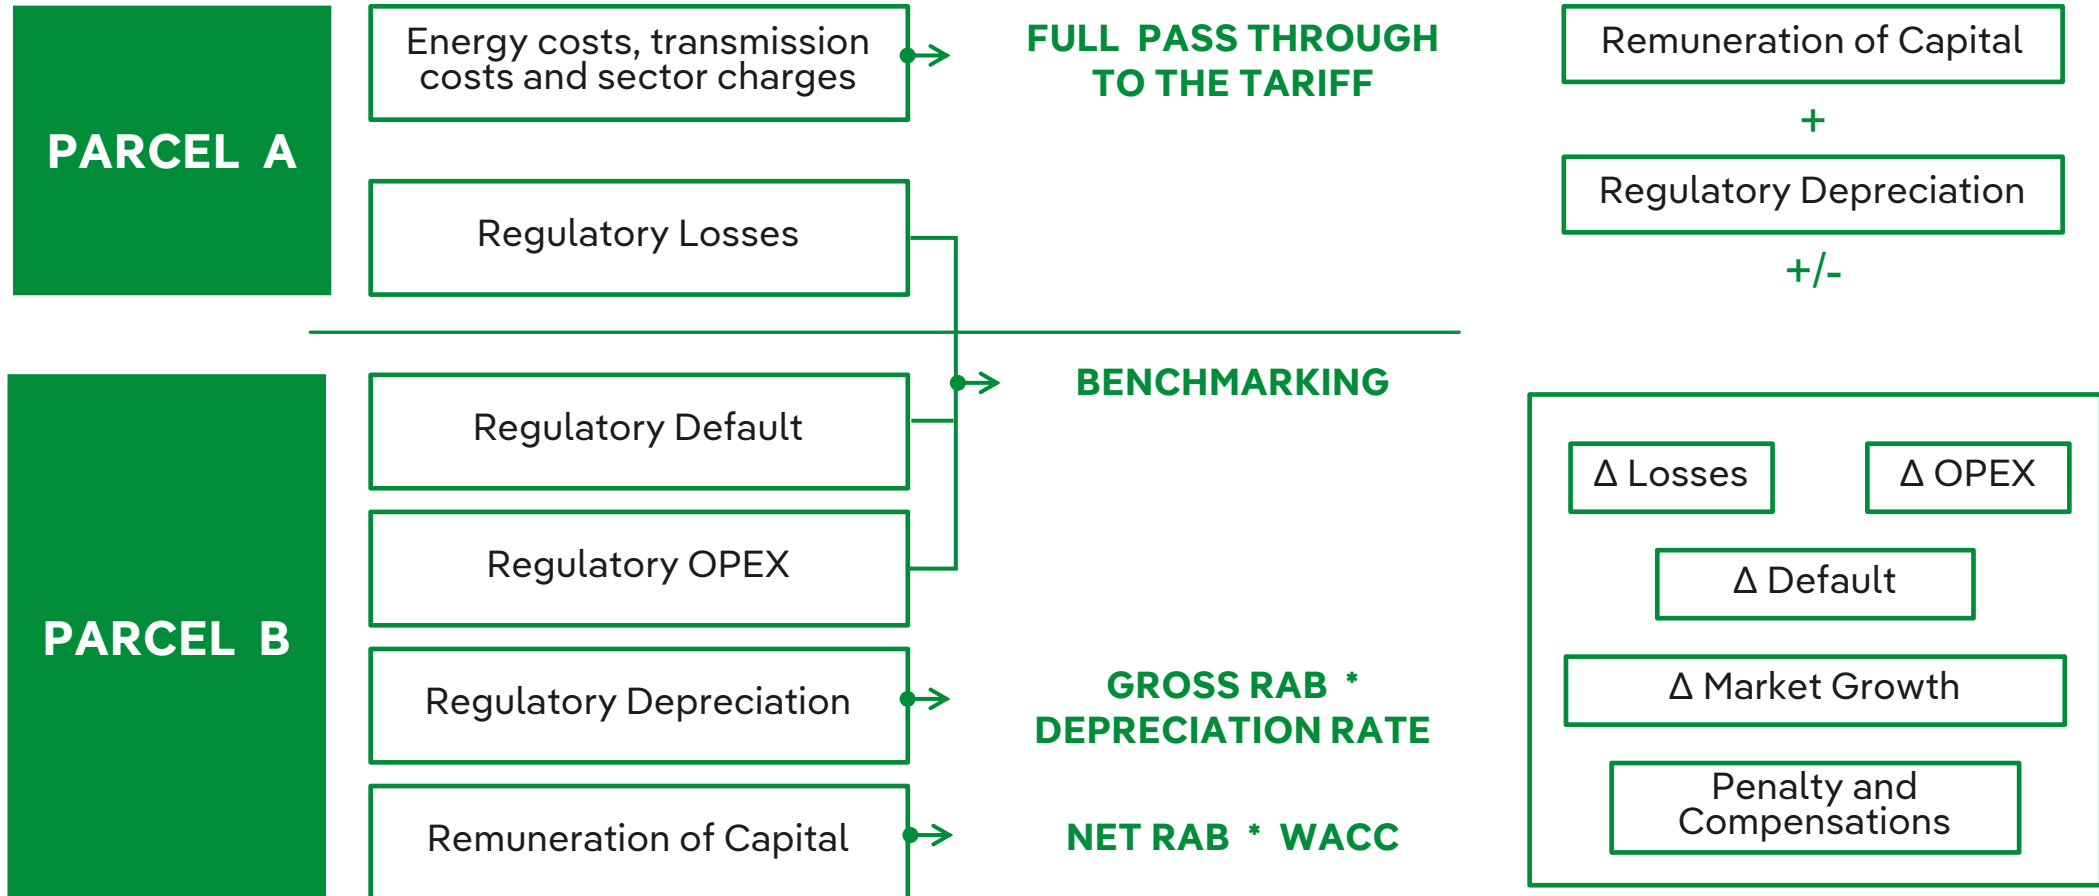 PARCEL A
Energy costs, transmission
costs and sector charges
FULL PASS THROUGH
TO THE TARIFF
Regulatory Losses
BENCHMARKING
PARCEL B
Regulatory Default
Regulatory OPEX
Regulatory Depreciation
GROSS RAB *
DEPRECIATION RATE
Remuneration of Capital
NET RAB * WACC
Remuneration of Capital
+
Regulatory Depreciation
+/-
Δ Losses
Δ OPEX
Δ Default
Δ Market Growth
Penalty and
Compensations